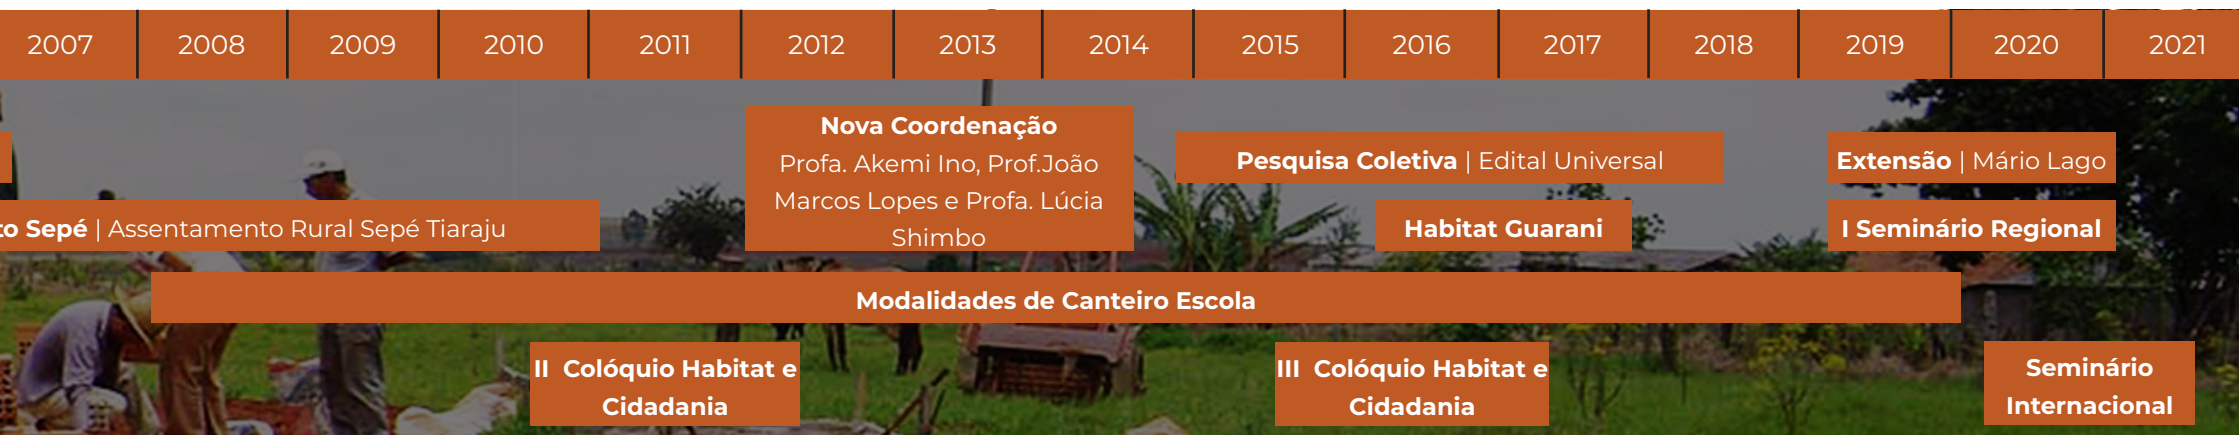 2007 2008 2009 2010 2011 2012 2013 2014 2015 2016 2017 2018 2019 2020 2021
Nova Coordenação
Profa. Akemi Ino, Prof.João
Marcos Lopes e Profa. Lúcia
Shimbo
Pesquisa Coletiva | Edital Universal
Extensão | Mário Lago
to Sepé | Assentamento Rural Sepé Tiaraju
Habitat Guarani
I Seminário Regional
Modalidades de Canteiro Escola
II Colóquio Habitat e
Cidadania
III Colóquio Habitat e
Cidadania
Seminário
Internacional